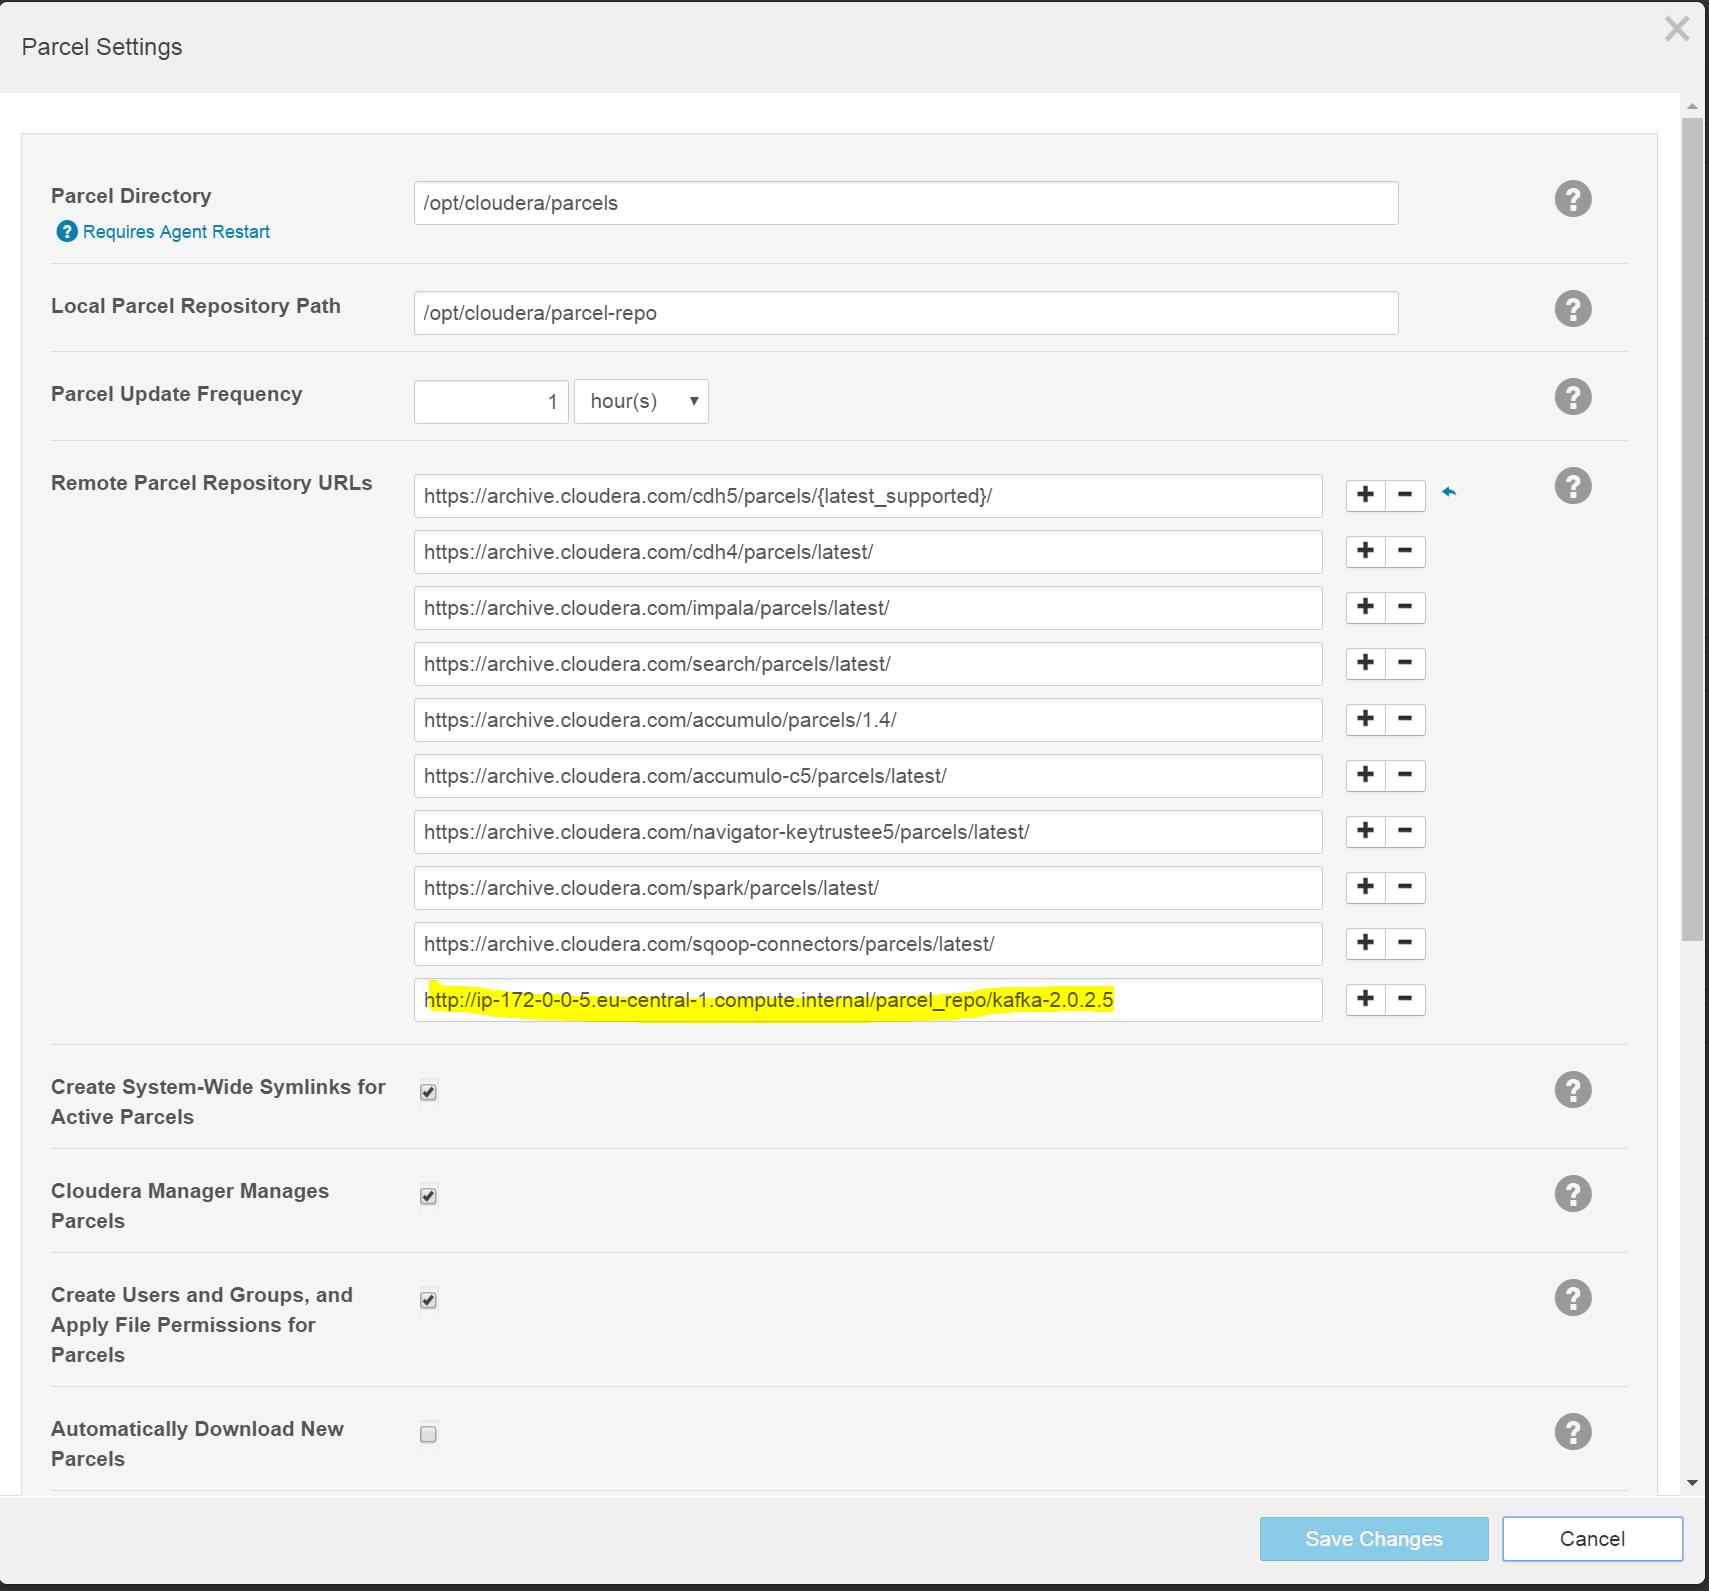 Parcel Settings
Parcel Directory
/opt/cloudera/parcels
Requires Agent Restart
Local Parcel Repository Path
/opt/cloudera/parcel-repo
Parcel Update Frequency
1
hour(s)
Remote Parcel Repository URLs
https://archive.cloudera.com/cdh5/parcels/{latest_supported}/
https://archive.cloudera.com/cdh4/parcels/latest/
https://archive.cloudera.com/impala/parcels/latest/
https://archive.cloudera.com/search/parcels/latest/
https://archive.cloudera.com/accumulo/parcels/1.4/
https://archive.cloudera.com/accumulo-c5/parcels/latest/
https://archive.cloudera.com/navigator-keytrustee5/parcels/latest/
https://archive.cloudera.com/spark/parcels/latest/
https://archive.cloudera.com/sqoop-connectors/parcels/latest/
http://ip-172-0-0-5.eu-central-1.compute.internal/parcel_repo/kafka-2.0.2.5
Create System-Wide Symlinks for
Active Parcels
Cloudera Manager Manages
Parcels
Create Users and Groups, and
Apply File Permissions for
Parcels
Automatically Download New
Parcels
Save Changes
Cancel